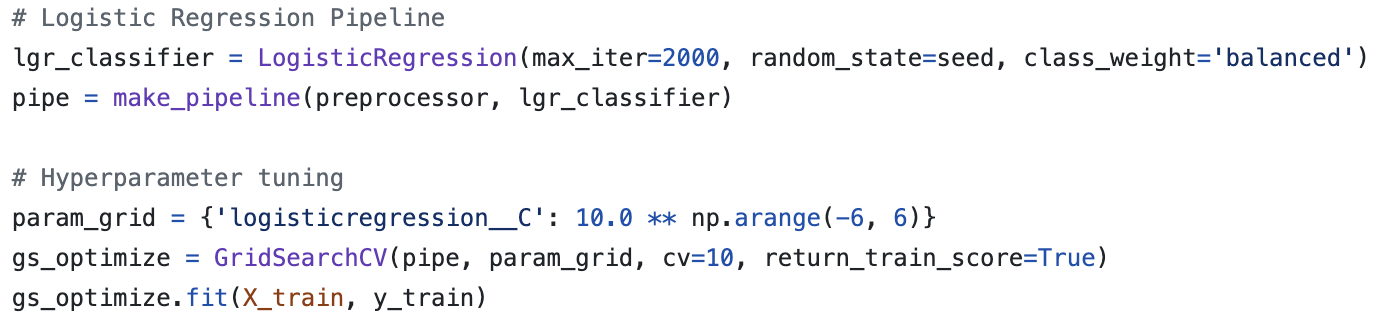 # Logistic Regression Pipeline
lgr_classifier = LogisticRegression(max_iter=2000, random_state=seed, class_weight='balanced')
pipe = make_pipeline(preprocessor, lgr_classifier)
# Hyperparameter tuning
param_grid = {'logisticregression__C': 10.0 ** np.arange(-6, 6)}
gs_optimize = GridSearchCV(pipe, param_grid, cv=10, return_train_score=True)
gs_optimize.fit(X_train, y_train)